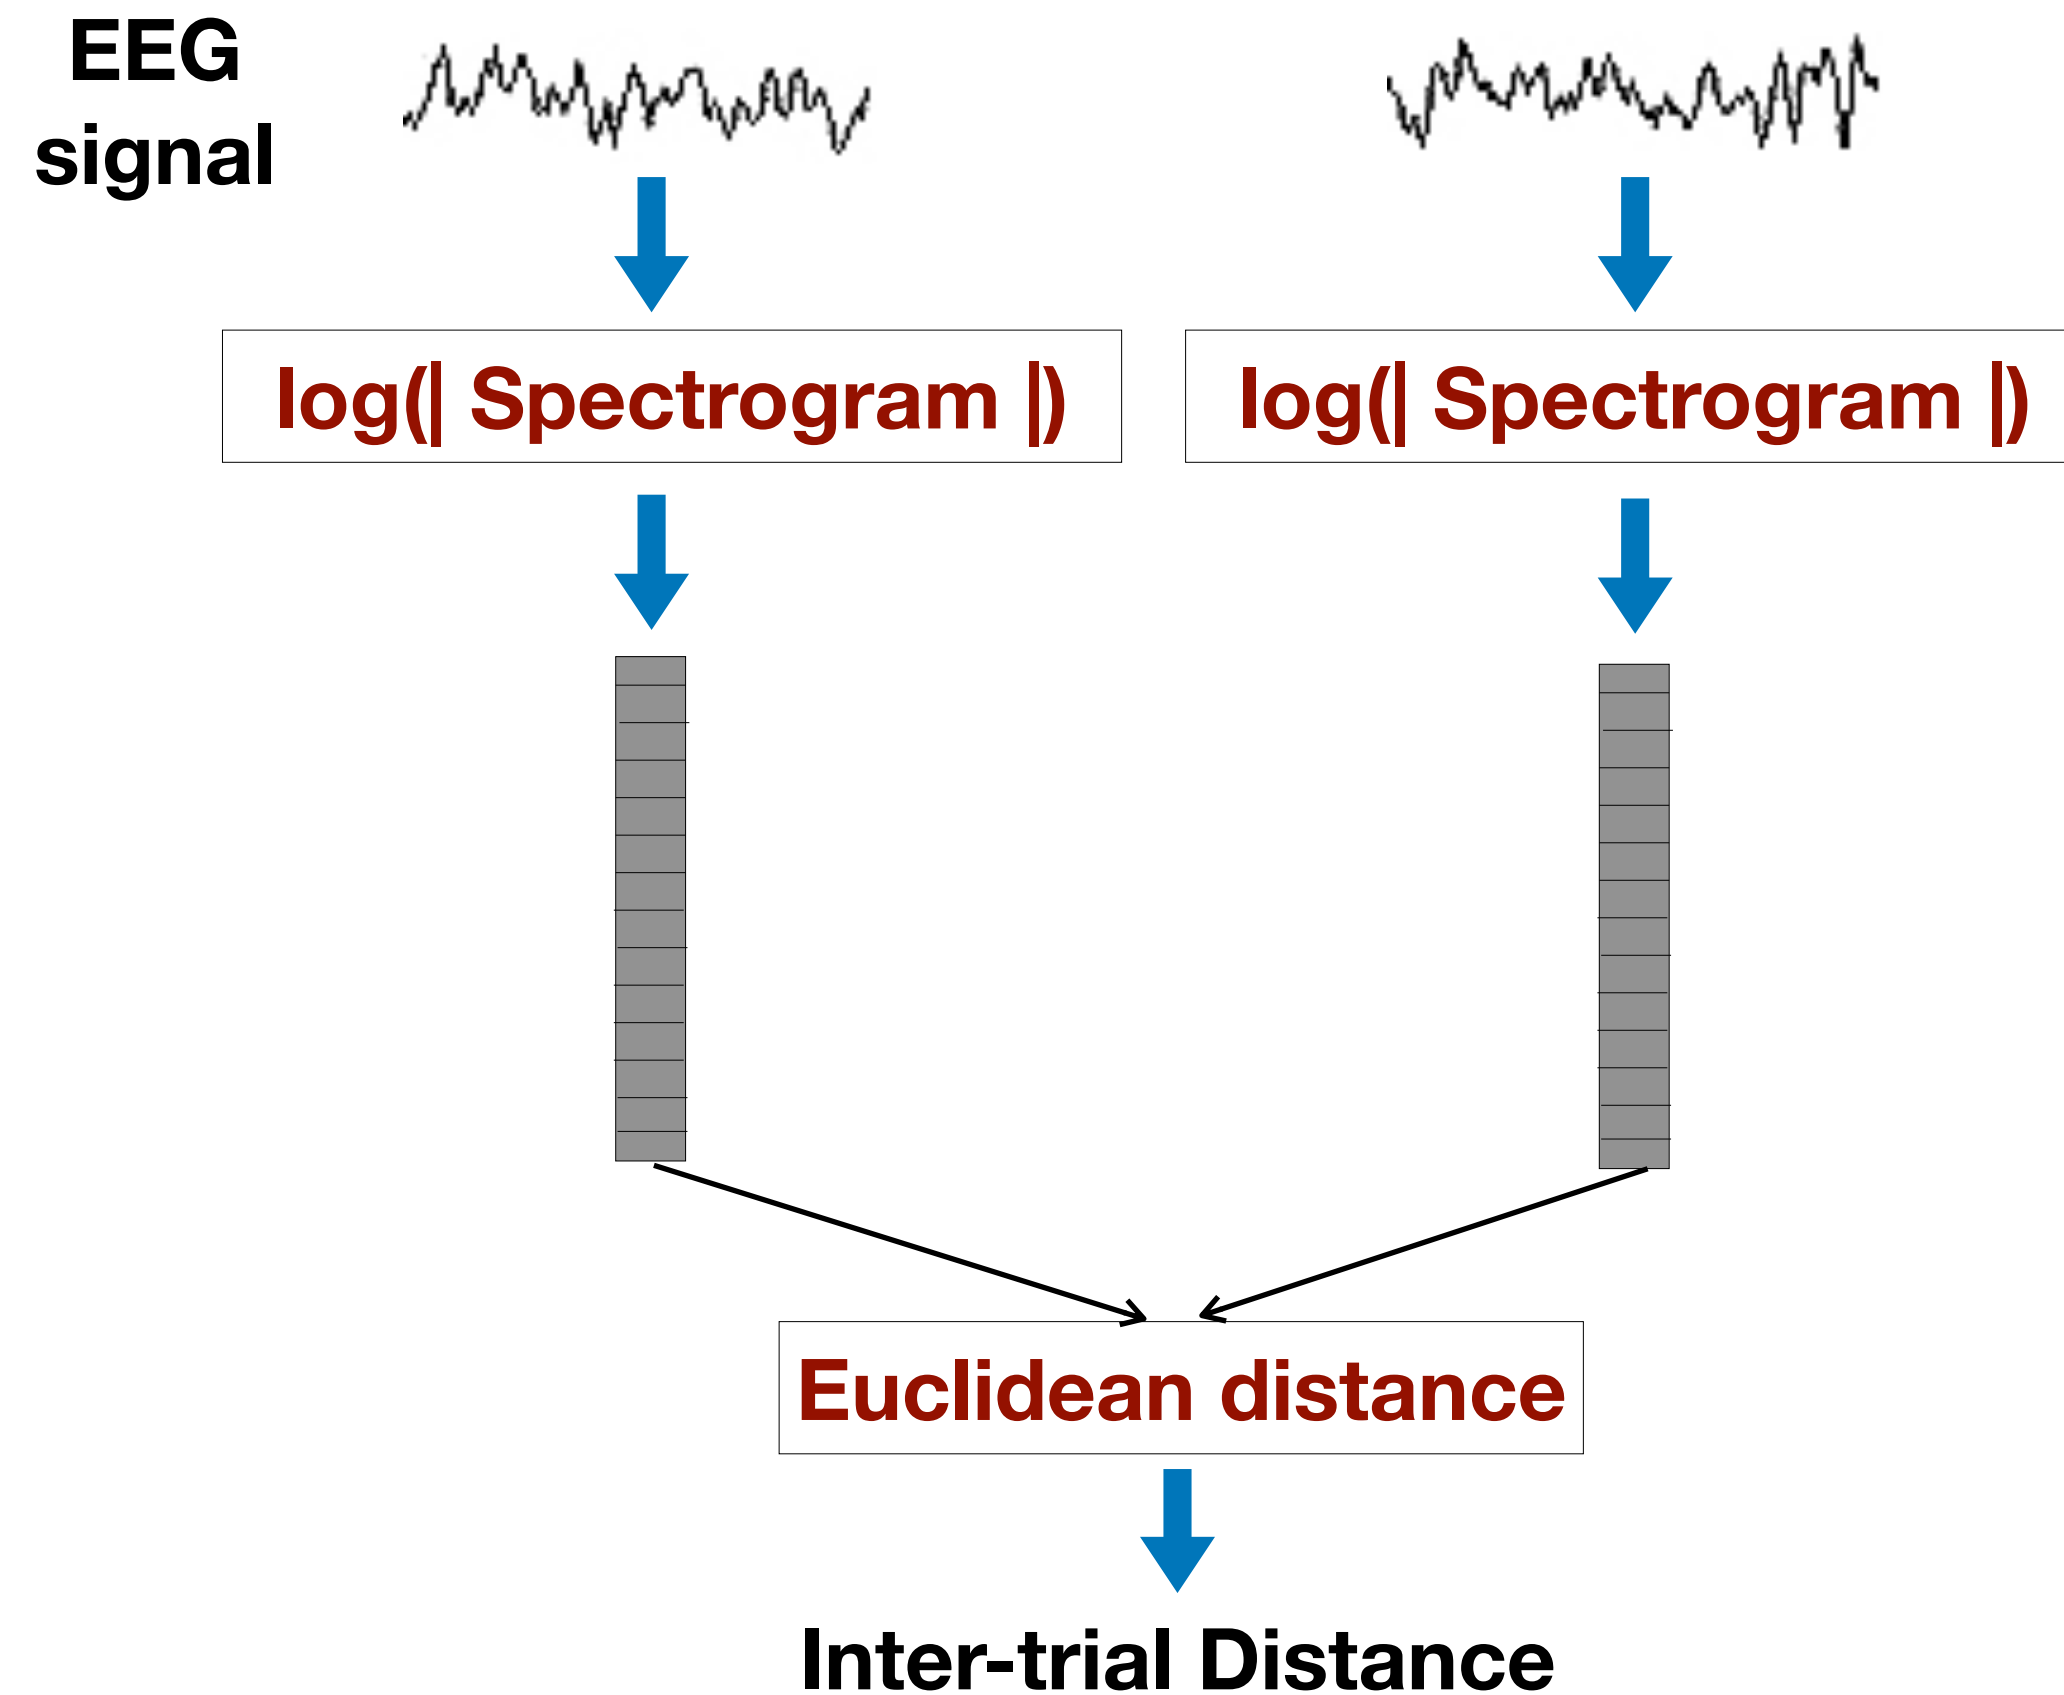 EEG
signal
log(| Spectrogram |)
log(| Spectrogram |)
Euclidean distance
Inter-trial Distance